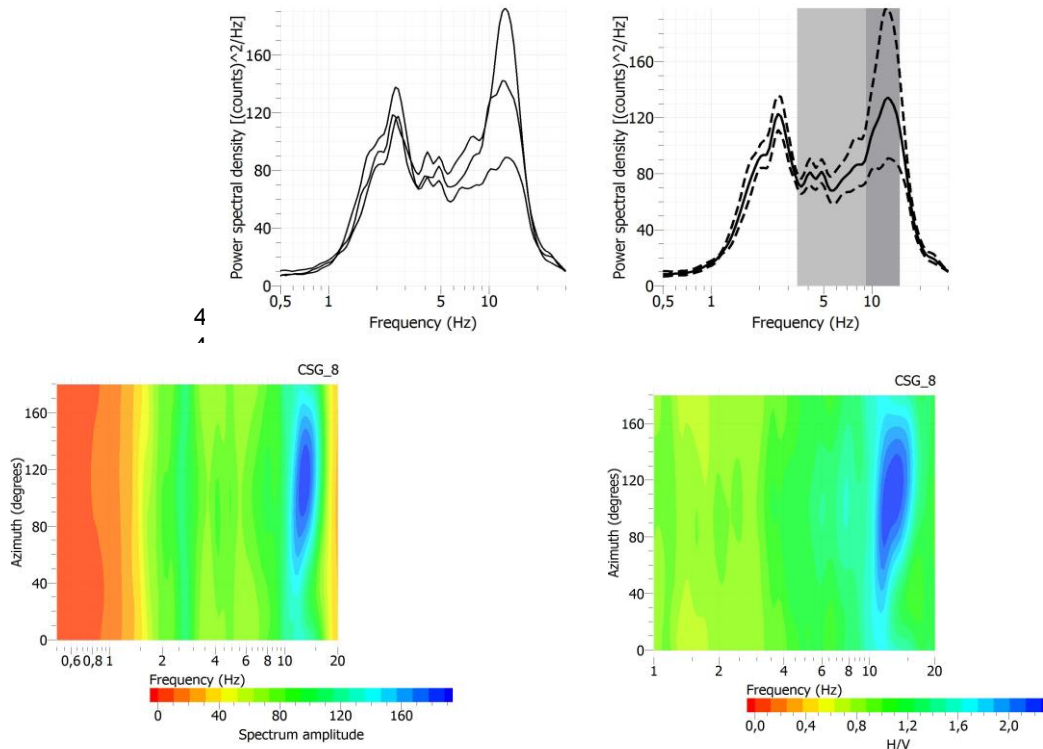 Power spectral density [(counts)^2/Hz]
160
120
80
40
0
0,5
1
5
10
Frequency (Hz)
Power spectral density [(counts)^2/Hz]
160
120
80
40
0
0,5
1
5
10
Frequency (Hz)
4
CSG_8
Azimuth (degrees)
160
120
80
40
0
0,6 0,8 1 2 4 6 8 10 20
Frequency (Hz)
0 40 80 120 160
Spectrum amplitude
CSG_8
Azimuth (degrees)
160
120
80
40
0
1 2 4 6 8 10 20
Frequency (Hz)
0,0 0,4 0,8 1,2 1,6 2,0
H/V